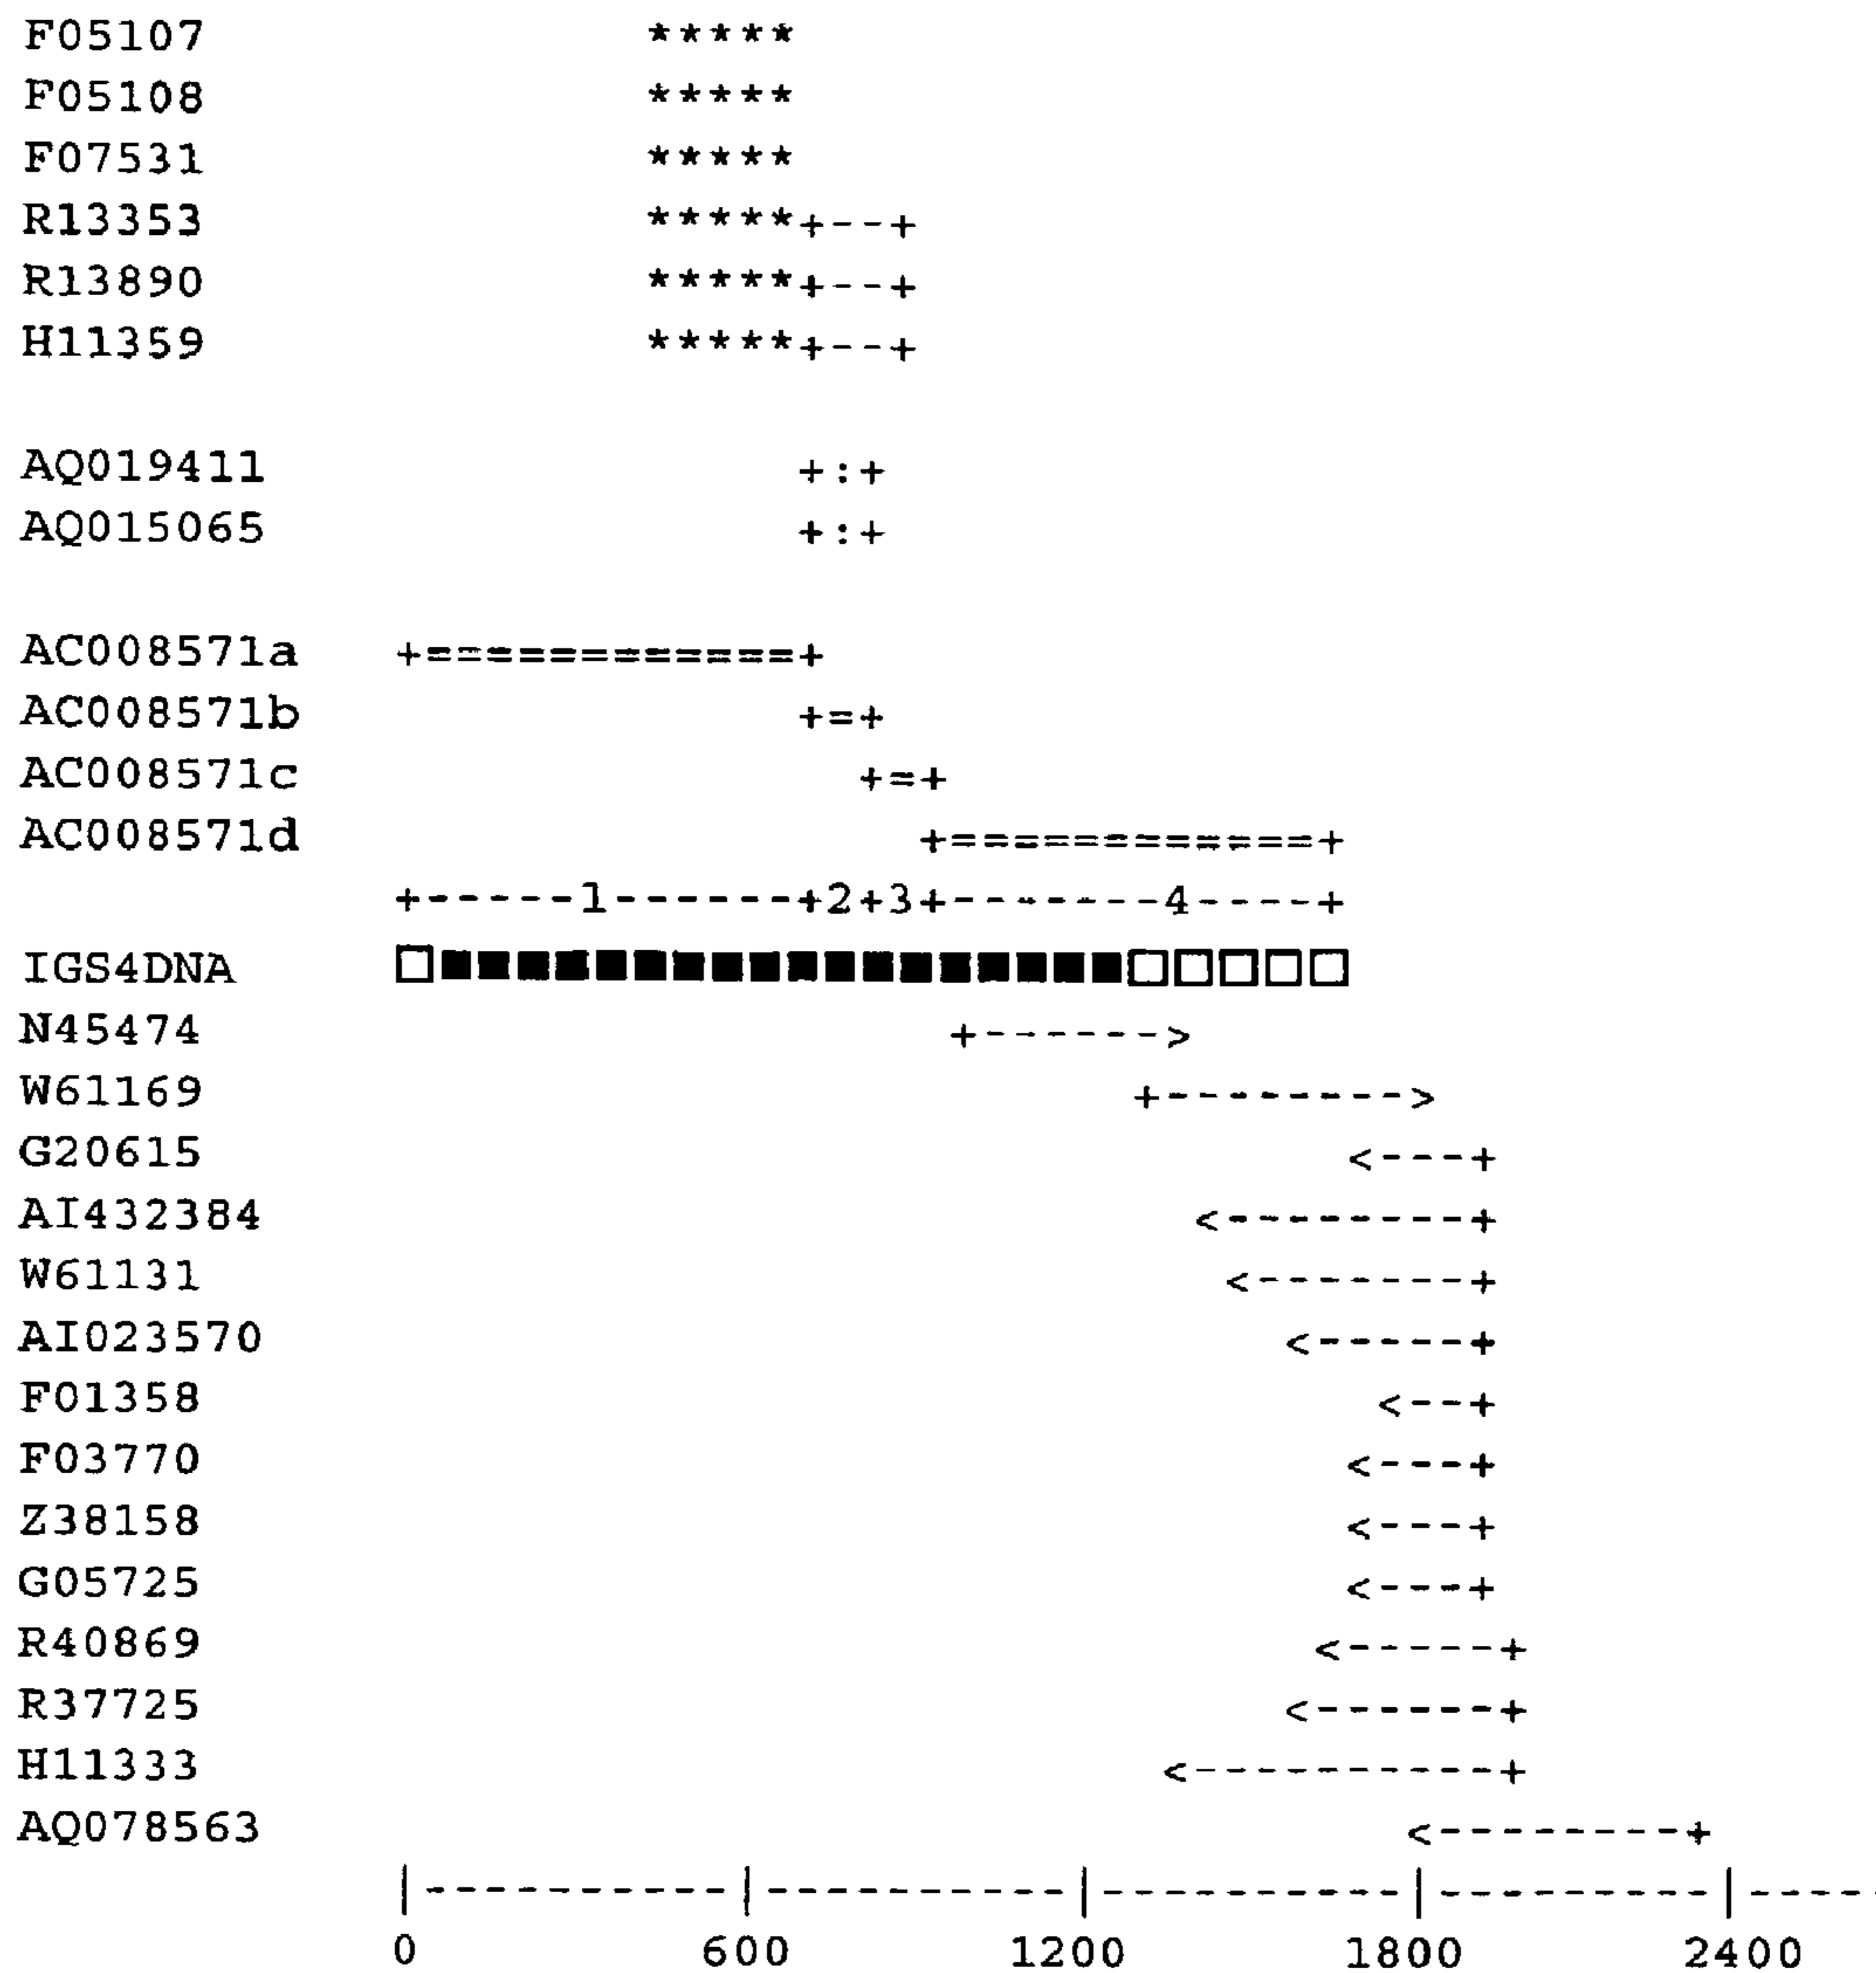 F05107 *****
F05108 *****
F07531 *****
R13353 *****+--+
R13890 *****+--+
H11359 *****+--+
AQ019411 +:+
AQ015065 +:+
AC008571a +============+
AC008571b +=+
AC008571c +=+
AC008571d +============+
+-----1------+2+3+-------4----+
IGS4DNA □■■■■■■■■■■■■■■■■■■□□□□□
N45474 +------>
W61169 +-------->
G20615 <---+
AI432384 <--------+
W61131 <-------+
AI023570 <-----+
F01358 <--+
F03770 <---+
Z38158 <---+
G05725 <---+
R40869 <-----+
R37725 <------+
H11333 <----------+
AQ078563 <--------+
|----------|----------|----------|---------|----
0 600 1200 1800 2400